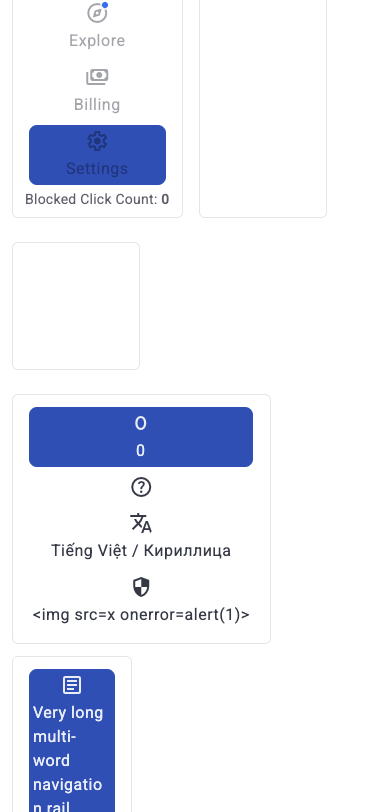 Explore
Billing
Settings
Blocked Click Count: 0
0
0
Tiếng Việt / Кириллица
<img src=x onerror=alert(1)>
Very long
multi-
word
navigatio
n rail